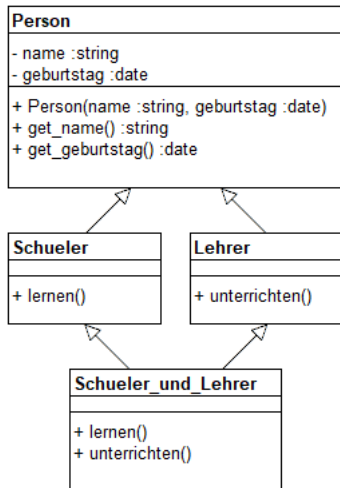 Person
- name :string
- geburtstag :date
+ Person(name :string, geburtstag :date)
+ get_name() :string
+ get_geburtstag() :date
Schueler
+ lernen()
Lehrer
+ unterrichten()
Schueler_und_Lehrer
+ lernen()
+ unterrichten()